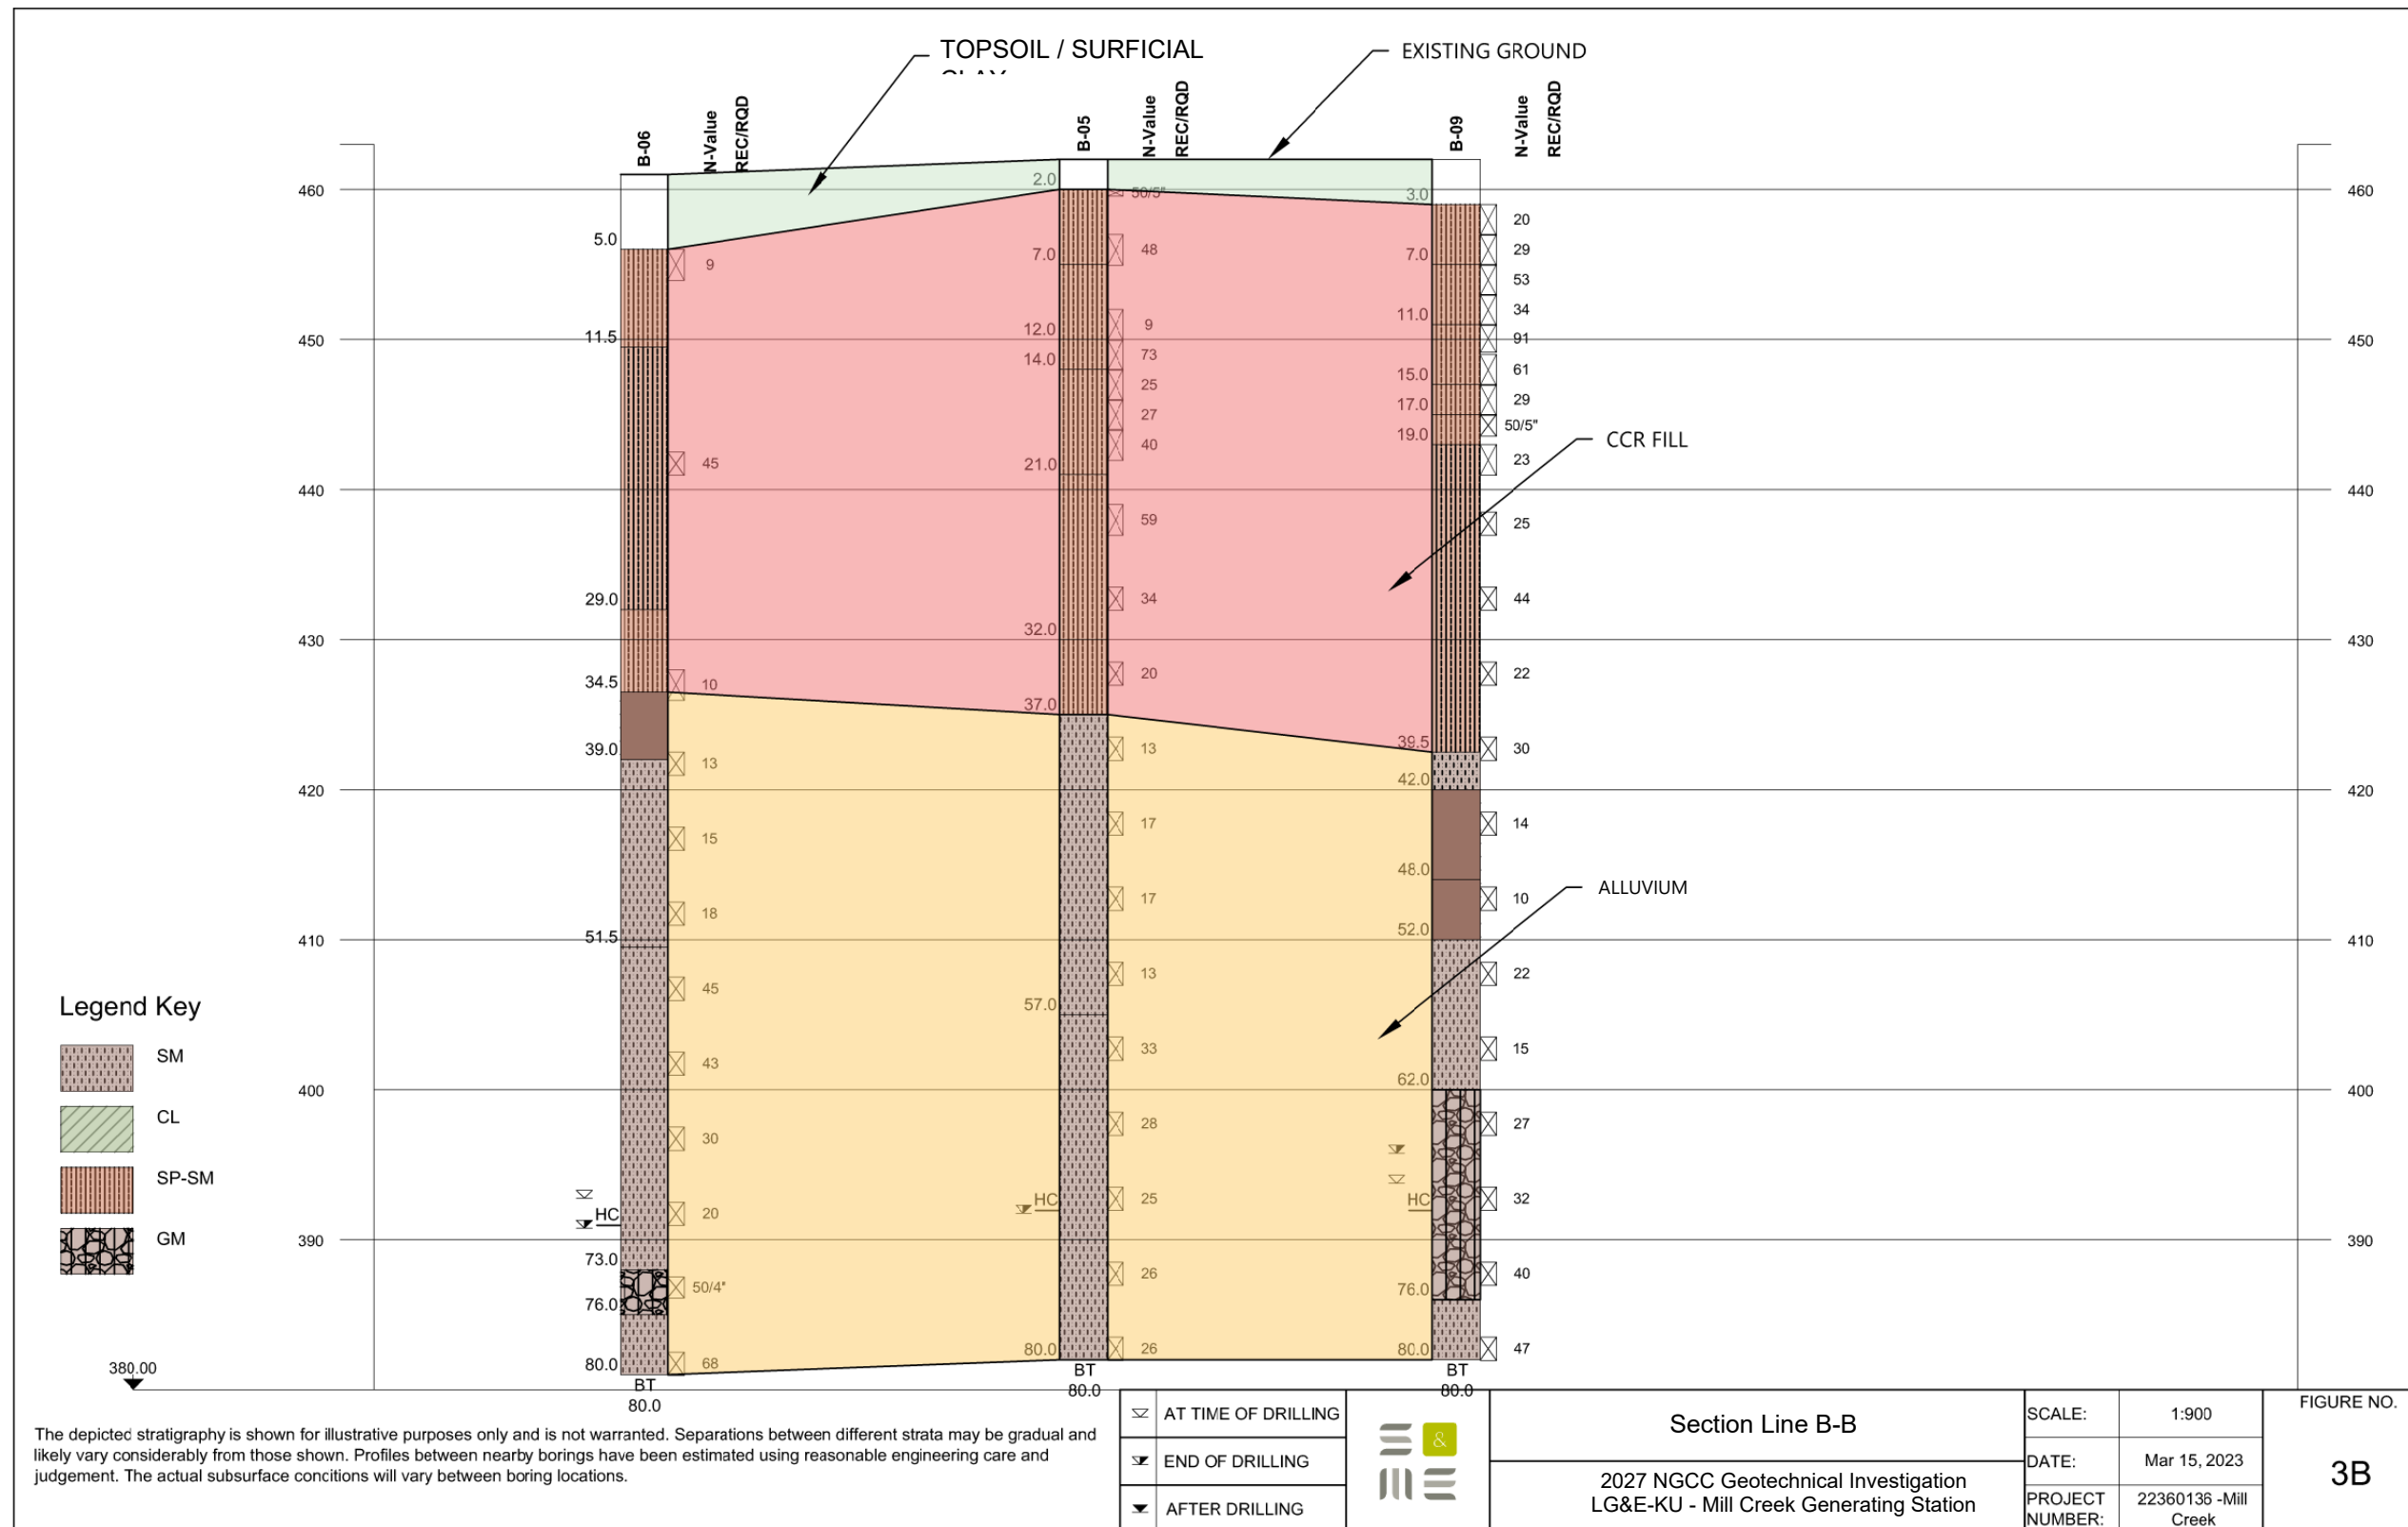 TOPSOIL / SURFICIAL
EXISTING GROUND
B-06
N-Value
REC/RQD
B-05
N-Value
REC/RQD
B-09
N-Value
REC/RQD
460
450
440
430
420
410
400
390
5.0
11.5
29.0
34.5
39.0
51.5
HC
73.0
76.0
80.0
BT
80.0
9
45
10
13
15
18
45
43
30
20
50/4"
68
2.0
7.0
12.0
14.0
21.0
32.0
37.0
57.0
HC
80.0
BT
80.0
50/5"
48
9
73
25
27
40
59
34
20
13
17
17
13
33
28
25
26
26
3.0
7.0
11.0
15.0
17.0
19.0
39.5
42.0
48.0
52.0
62.0
HC
76.0
80.0
BT
80.0
20
29
53
34
91
61
29
50/5"
23
25
44
22
30
14
10
22
15
27
32
40
47
CCR FILL
ALLUVIUM
460
450
440
430
420
410
400
390
Legend Key
SM
CL
SP-SM
GM
380.00
The depicted stratigraphy is shown for illustrative purposes only and is not warranted. Separations between different strata may be gradual and
likely vary considerably from those shown. Profiles between nearby borings have been estimated using reasonable engineering care and
judgement. The actual subsurface concitions will vary between boring locations.
AT TIME OF DRILLING
END OF DRILLING
AFTER DRILLING
S&ME
Section Line B-B
2027 NGCC Geotechnical Investigation
LG&E-KU - Mill Creek Generating Station
SCALE: 1:900
DATE: Mar 15, 2023
PROJECT NUMBER: 22360136 -Mill
Creek
FIGURE NO.
3B